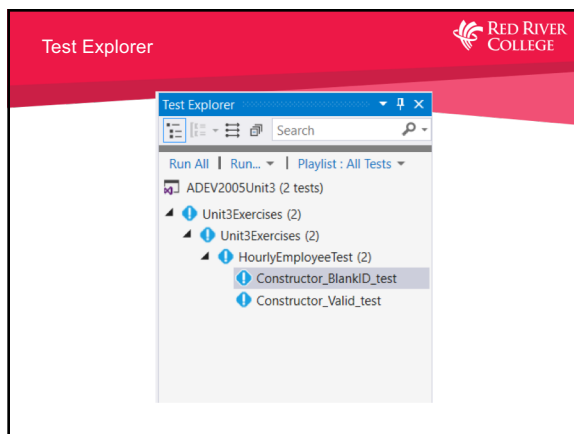 Test Explorer
RED RIVER
COLLEGE
Test Explorer
Search
Run All | Run... | Playlist : All Tests
ADEV2005Unit3 (2 tests)
Unit3Exercises (2)
Unit3Exercises (2)
HourlyEmployeeTest (2)
Constructor_BlankID_test
Constructor_Valid_test